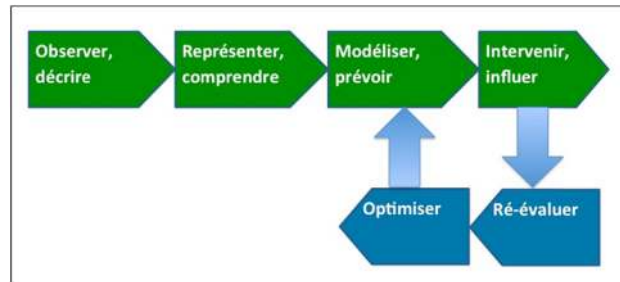 Observer,
décrire
Représenter,
comprendre
Modéliser,
prévoir
Intervenir,
influer
Optimiser
Ré-évaluer